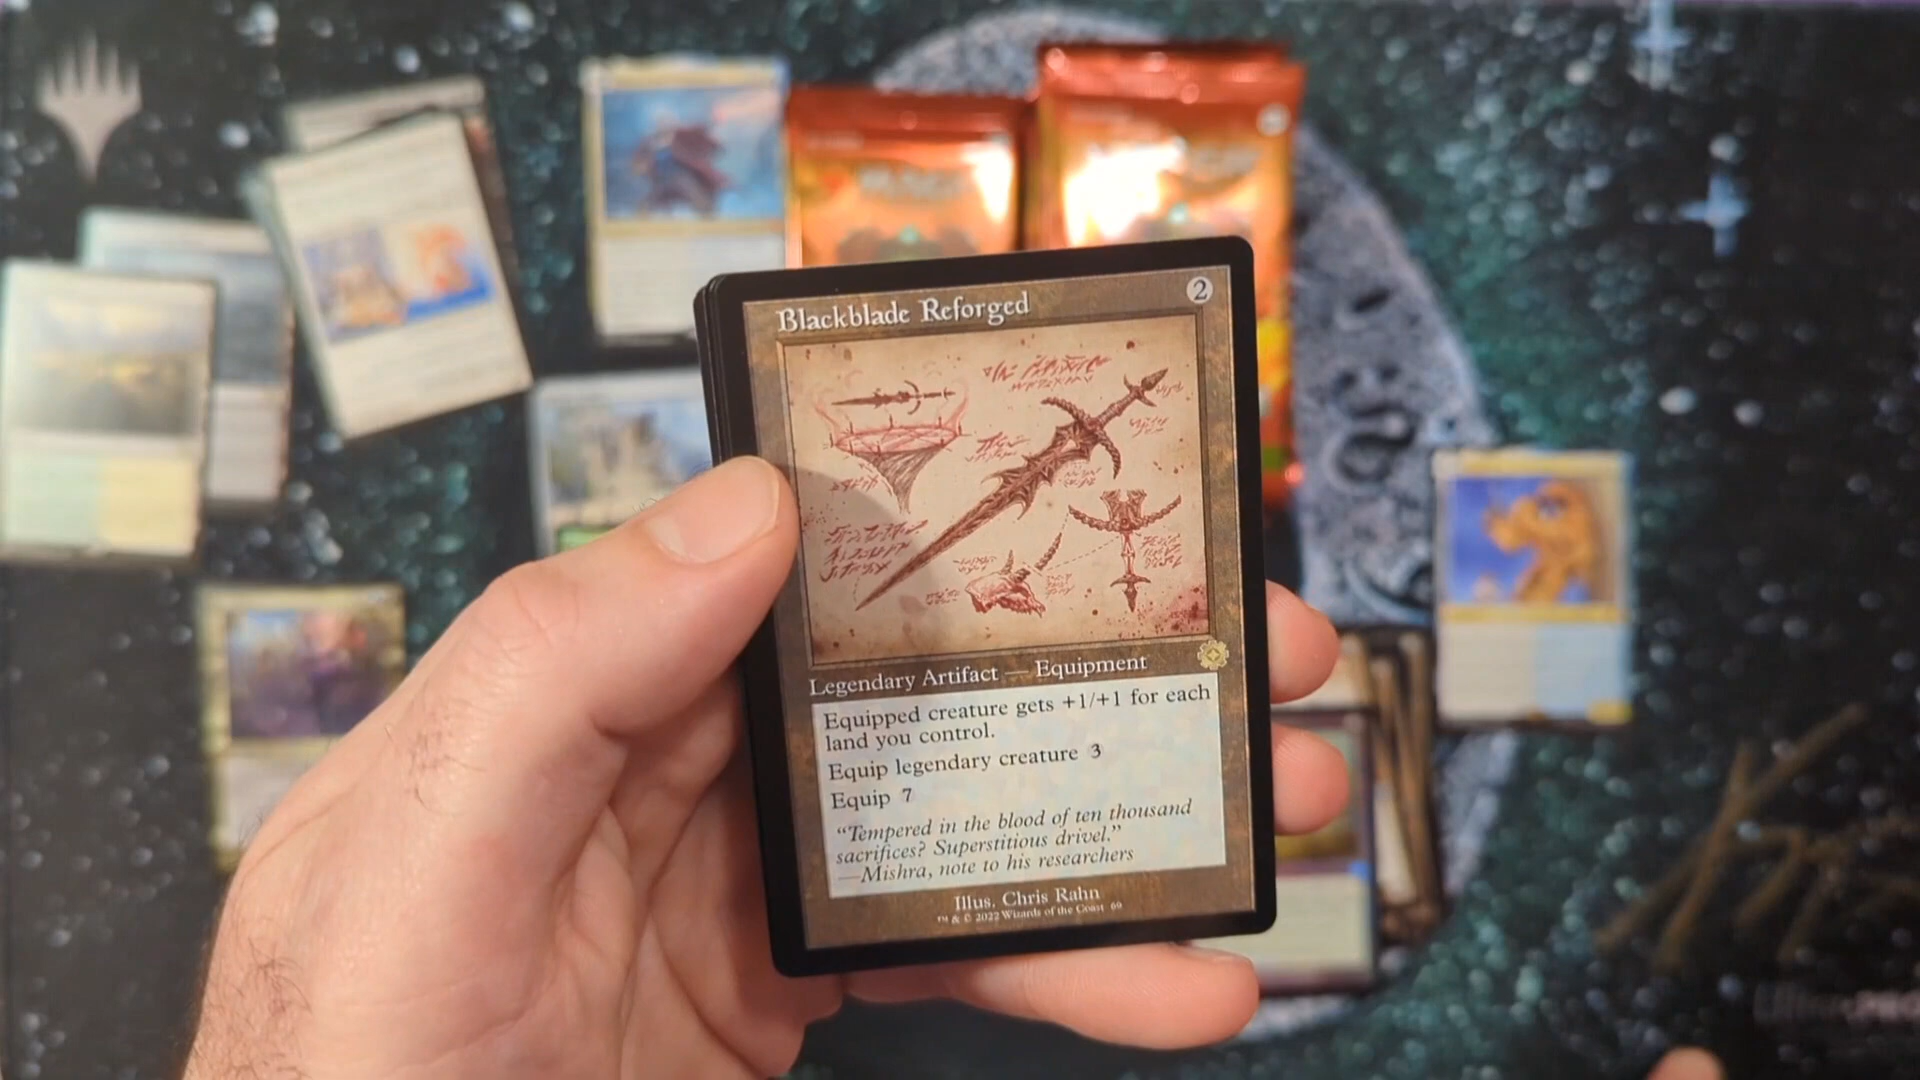 Blackblade Reforged 2
Legendary Artifact — Equipment
Equipped creature gets +1/+1 for each
land you control.
Equip legendary creature 3
Equip 7
“Tempered in the blood of ten thousand
sacrifices? Superstitious drivel.”
—Mishra, note to his researchers
Illus. Chris Rahn
™ & © 2022 Wizards of the Coast 69